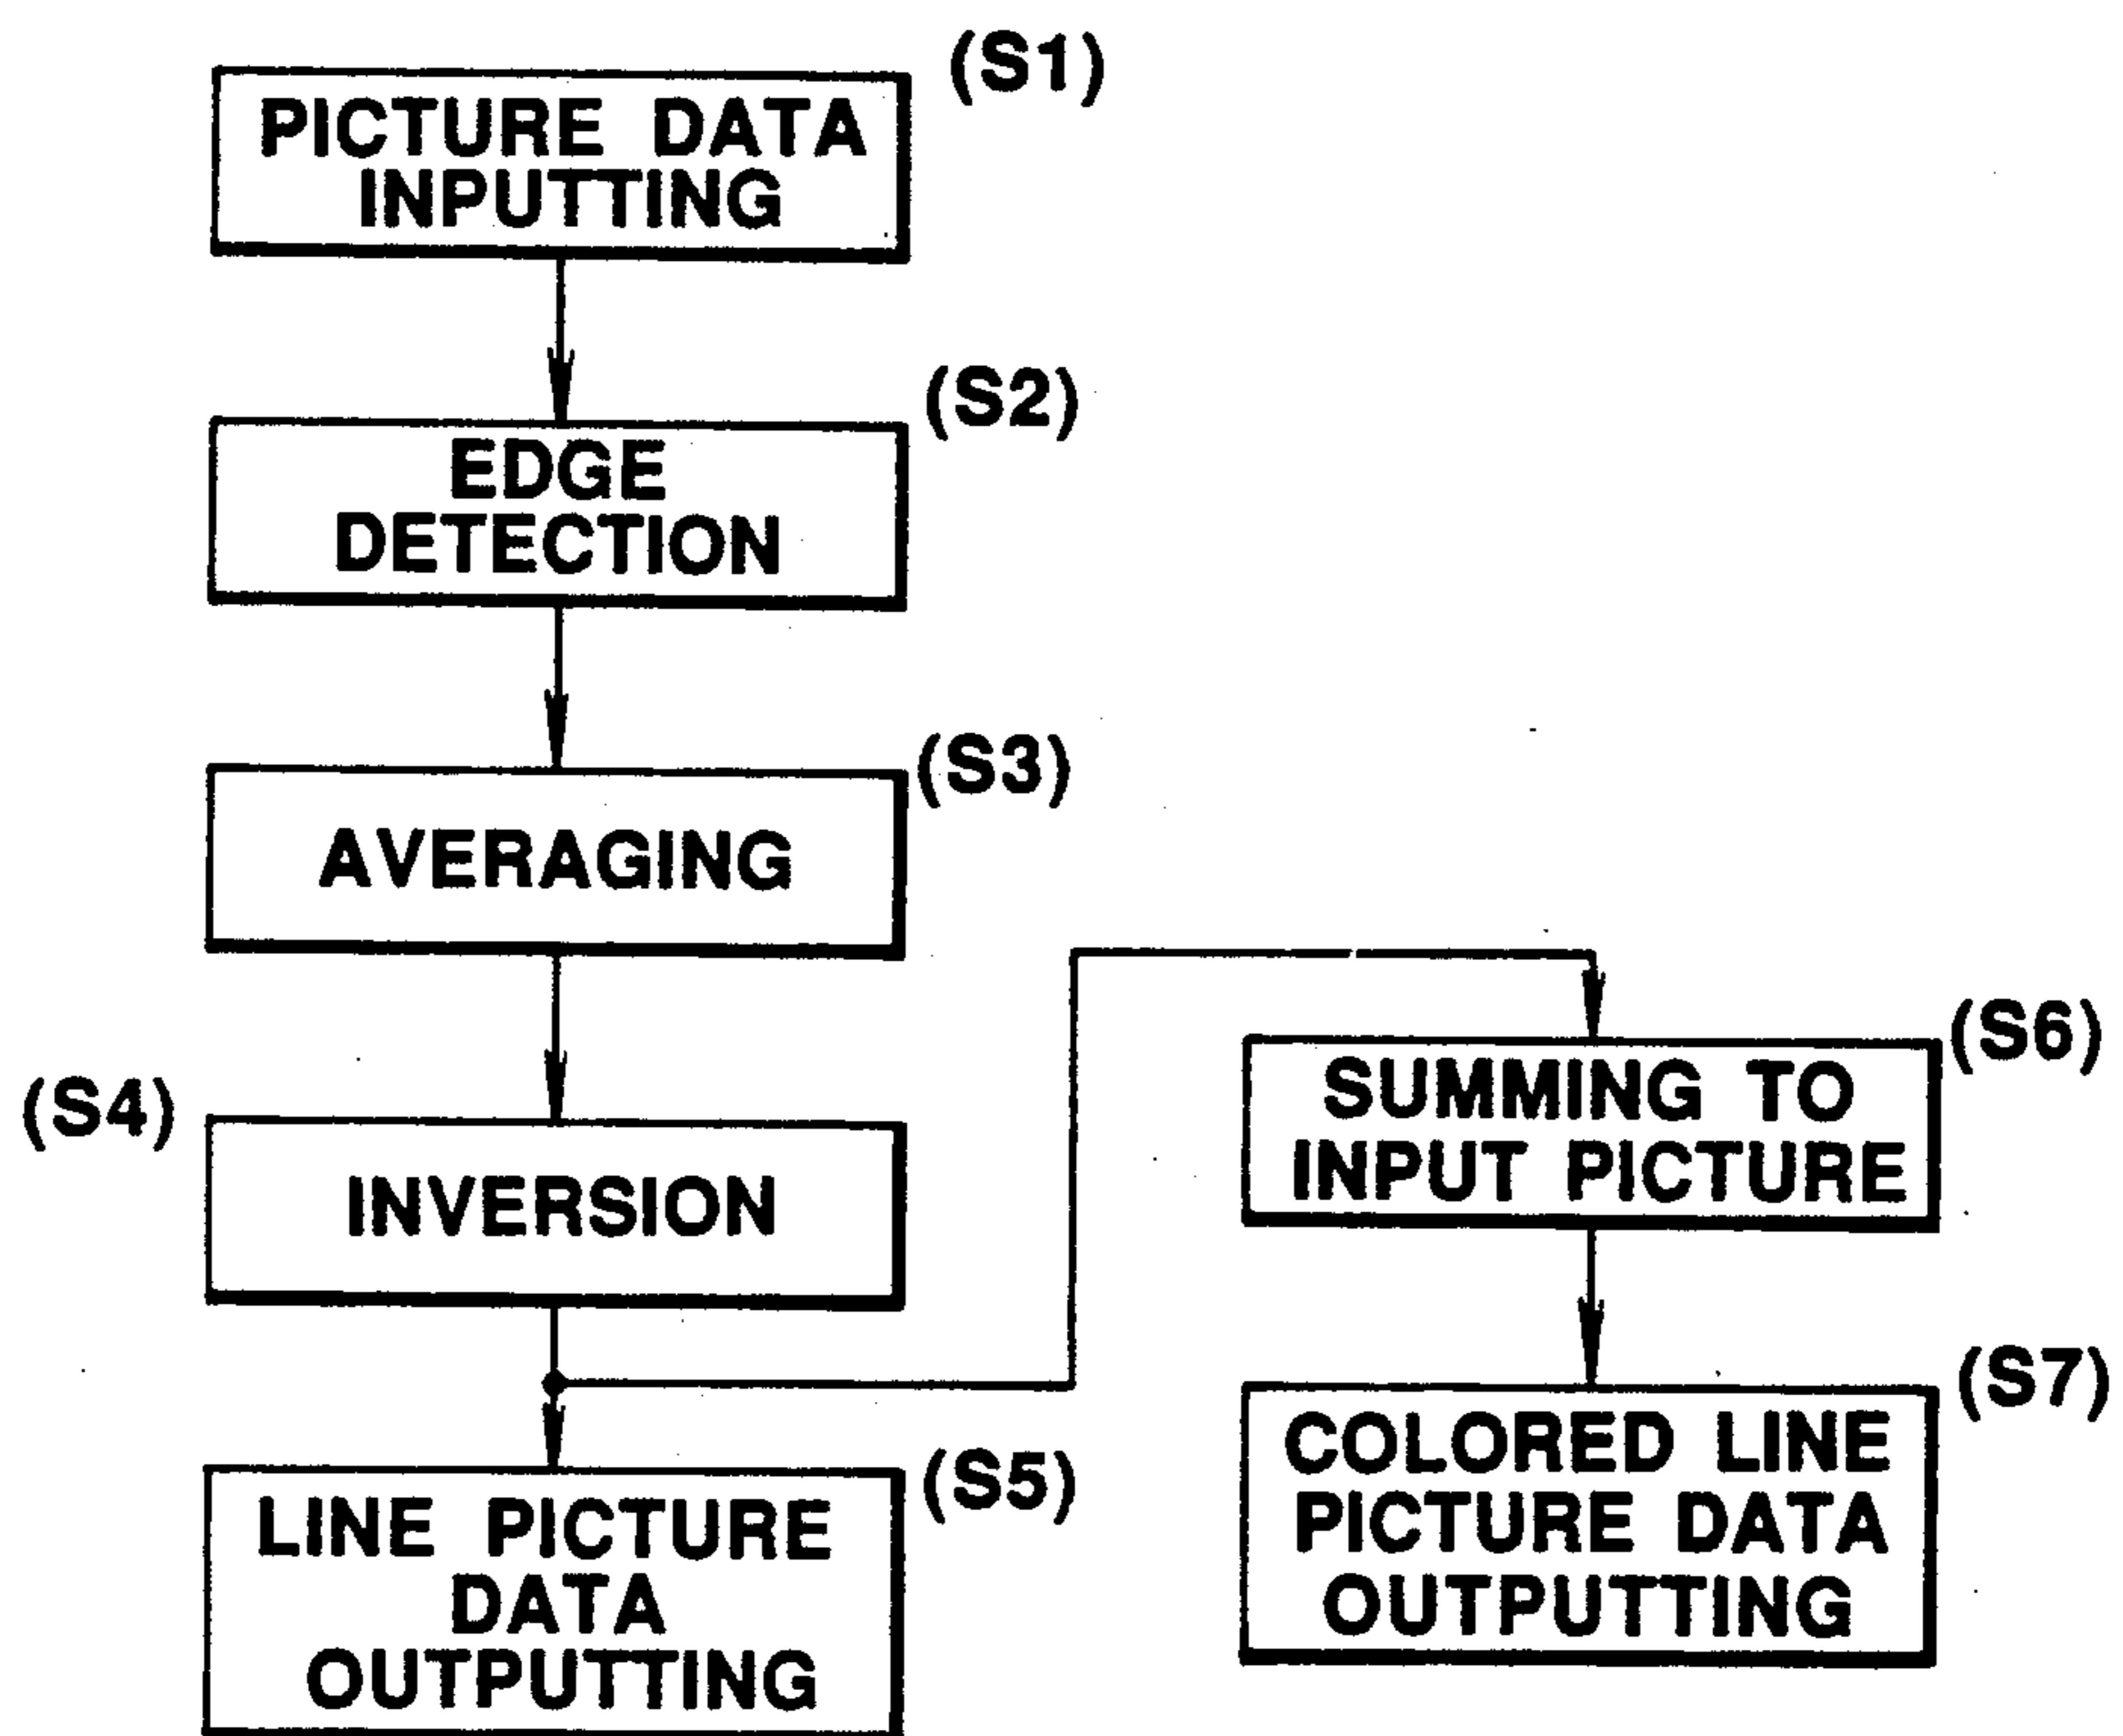 (S1)
PICTURE DATA
INPUTTING
(S2)
EDGE
DETECTION
(S3)
AVERAGING
(S4)
INVERSION
(S5)
LINE PICTURE
DATA
OUTPUTTING
(S6)
SUMMING TO
INPUT PICTURE
(S7)
COLORED LINE
PICTURE DATA
OUTPUTTING